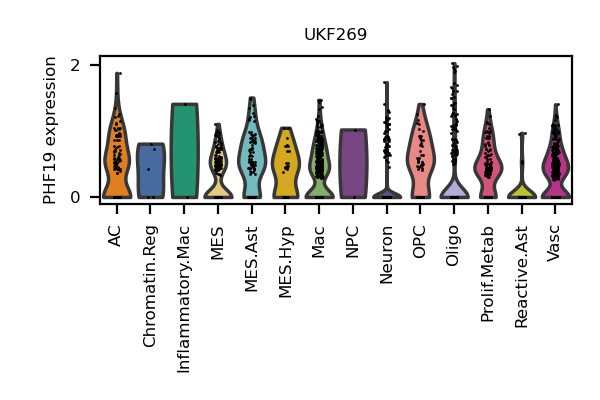 UKF269
PHF19 expression
2
0
AC
Chromatin.Reg
Inflammatory.Mac
MES
MES.Ast
MES.Hyp
Mac
NPC
Neuron
OPC
Oligo
Prolif.Metab
Reactive.Ast
Vasc